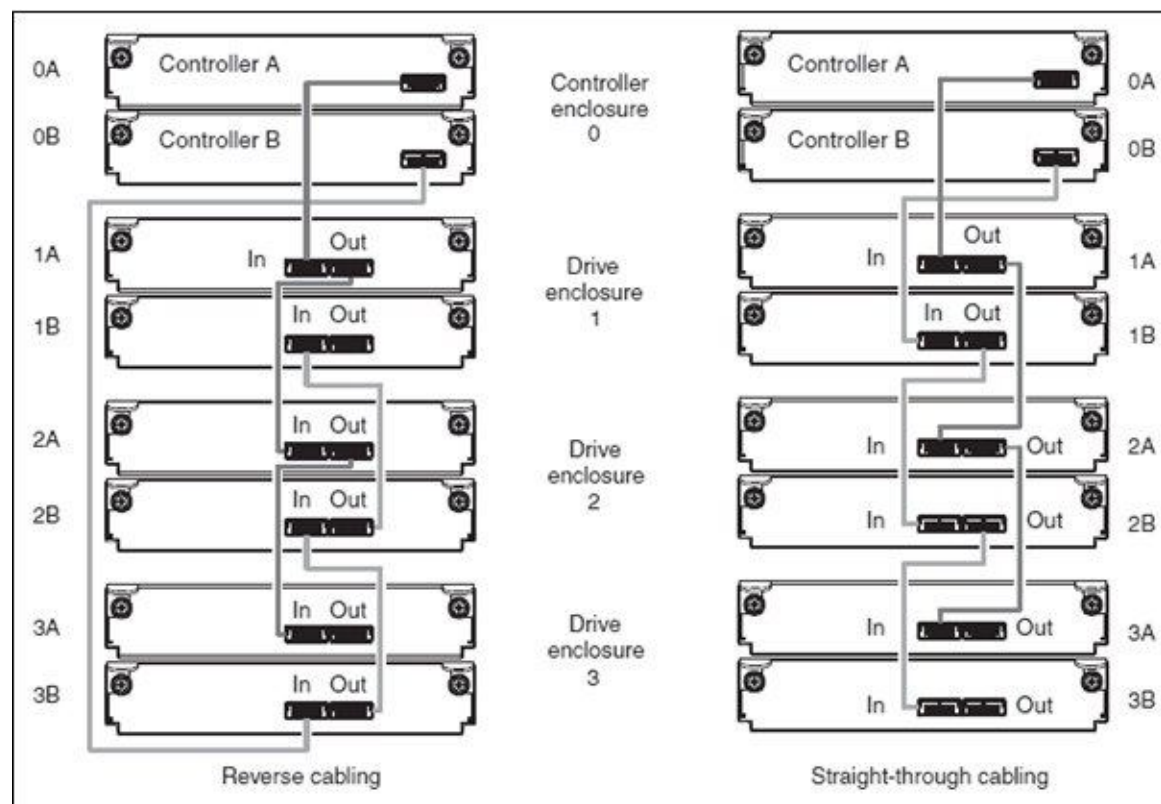 0A
Controller A
0B
Controller B
Controller
enclosure
0
Controller A
0A
Controller B
0B
1A
In
Out
1B
In Out
Drive
enclosure
1
Out
In
1A
In Out
1B
2A
In Out
2B
In Out
Drive
enclosure
2
In
Out
2A
In
Out
2B
3A
In Out
3B
In Out
Drive
enclosure
3
In
Out
3A
In
Out
3B
Reverse cabling
Straight-through cabling